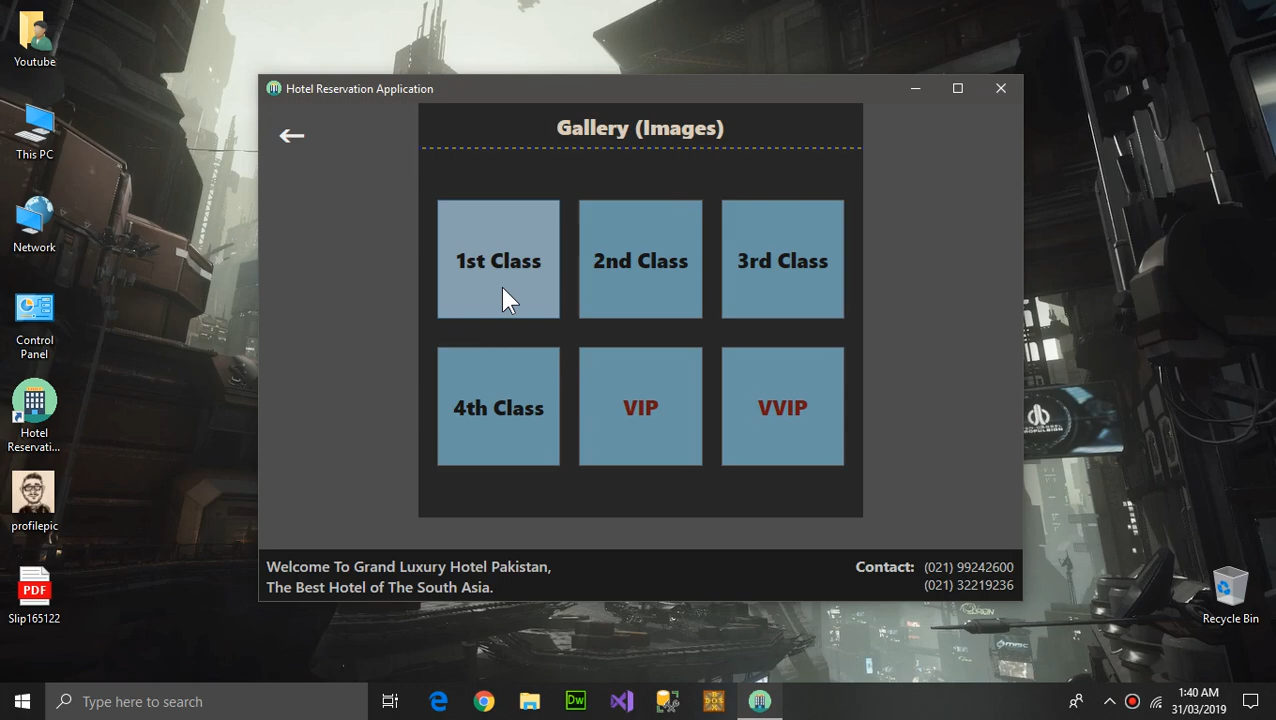 Youtube
This PC
Network
Control
Panel
Hotel
Reservati...
profilepic
PDF
Slip165122
Hotel Reservation Application
Gallery (Images)
1st Class
2nd Class
3rd Class
4th Class
VIP
VVIP
Welcome To Grand Luxury Hotel Pakistan,
The Best Hotel of The South Asia.
Contact: (021) 99242600
(021) 32219236
Recycle Bin
Type here to search
Dw
1:40 AM
31/03/2019